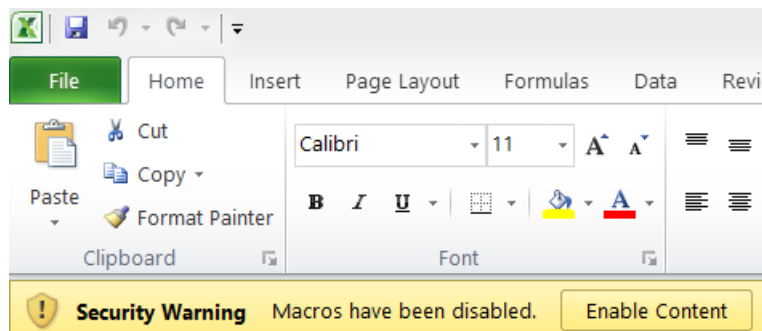 File Home Insert Page Layout Formulas Data Revi
Cut
Calibri 11 A A
Copy
Paste
B I U A
Format Painter
Clipboard Font
! Security Warning Macros have been disabled. Enable Content